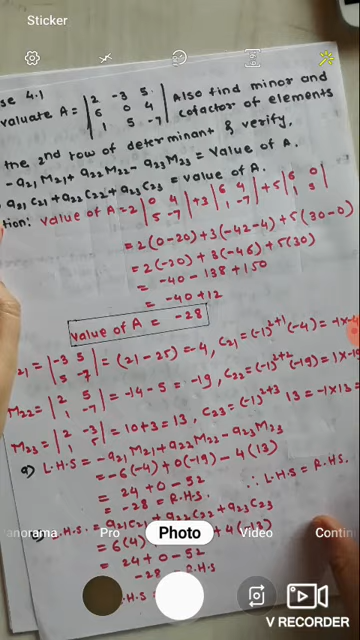 Sticker
se 4.1
valuate A = | 2 -3 5 | Also find minor and
| 6 0 4 | cofactor of elements
| 1 5 -7 |
the 2nd row of determinant & verify,
- a21 M21 + a22 M22 - a23 M23 = Value of A.
a21 C21 + a22 C22 + a23 C23 = value of A.
tion: value of A = 2 | 0 4 | + 3 | 6 4 | + 5 | 6 0 |
| 5 -7 | | 1 -7 | | 1 5 |
= 2(0-20) + 3(-42-4) + 5(30-0)
= 2(-20) + 3(-46) + 5(30)
= -40 - 138 + 150
= -40 + 12
value of A = -28
21 = | -3 5 | = (21-25) = -4, C21 = (-1)^2+1 (-4) = -1x-4
| 5 -7 |
M22 = | 2 5 | = -14-5 = -19, C22 = (-1)^2+2 (-19) = 1x-19
| 1 -7 |
M23 = | 2 -3 | = 10+3 = 13, C23 = (-1)^2+3 13 = -1x13 =
| 1 5 |
a) L.H.S = -a21 M21 + a22 M22 - a23 M23
= -6(-4) + 0(-19) - 4(13)
= 24 + 0 - 52
= -28 = R.H.S. ∴ L.H.S = R.H.S.
.H.S. = a21 C21 + a22 C22 + a23 C23
= 6(4) + 4(-13)
= 24 + 0 - 52
-28 R.H.S
.H.S
anorama Pro Photo Video Contin
V RECORDER